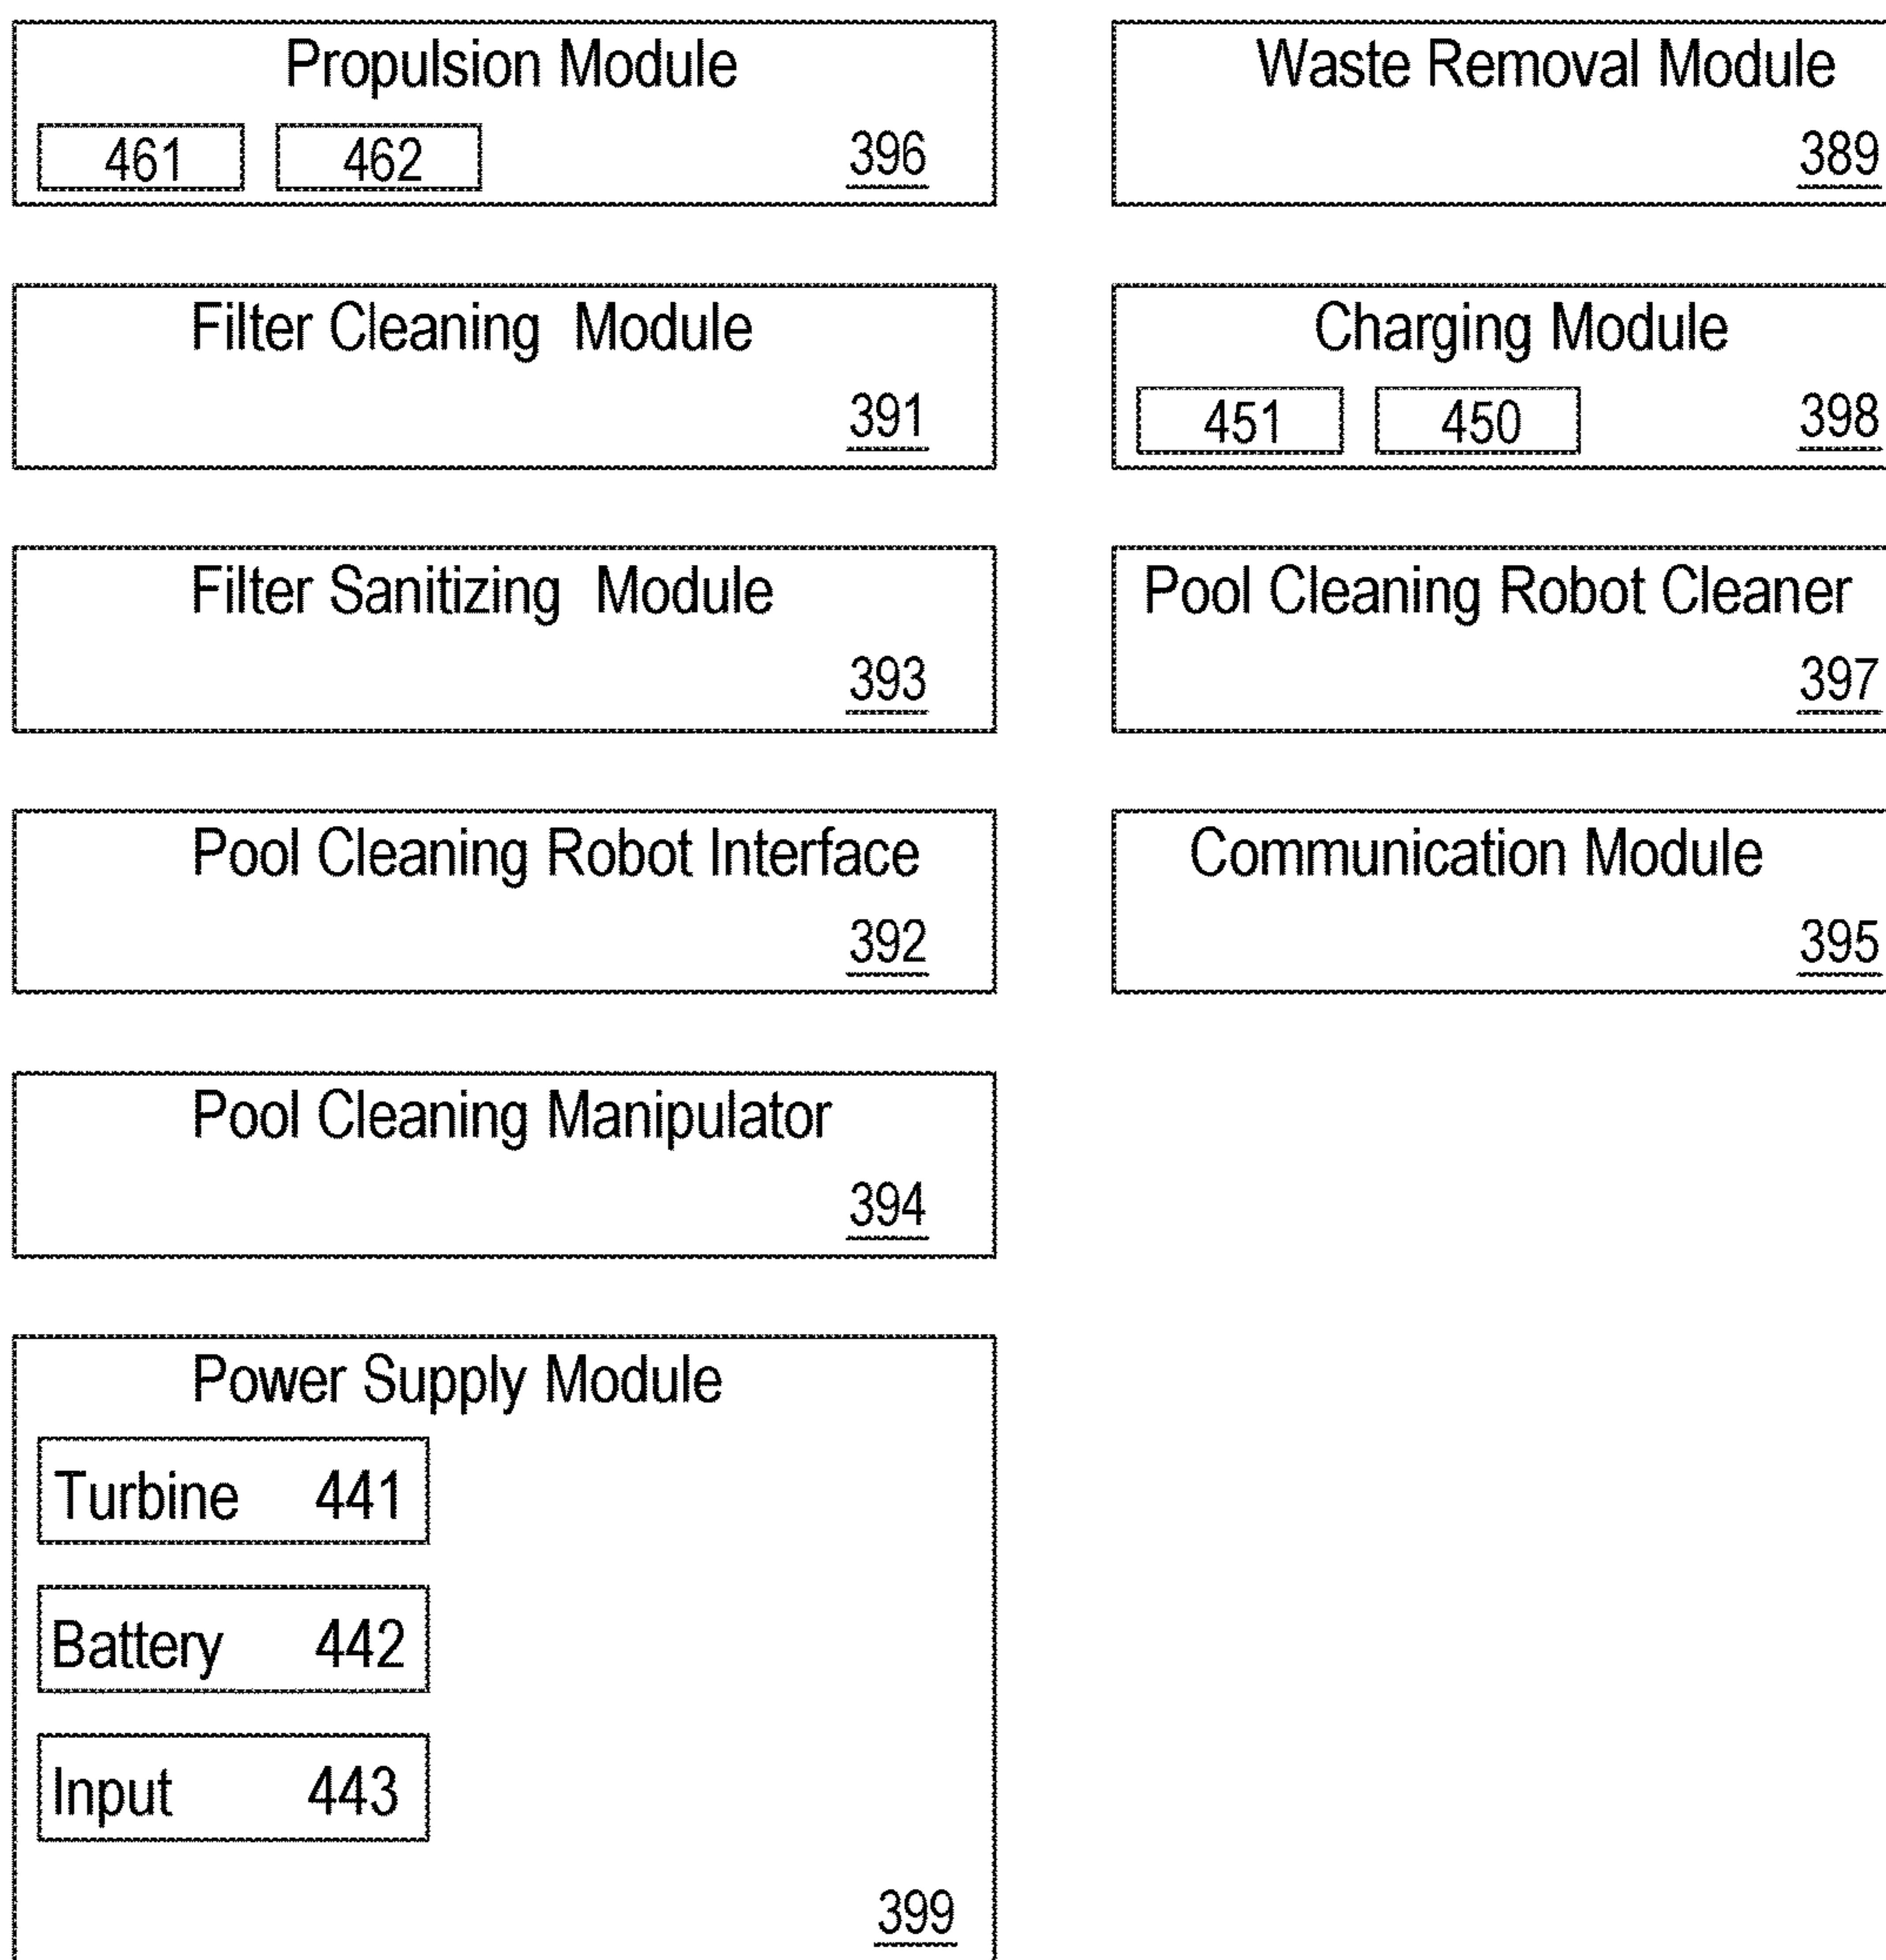 Propulsion Module
461 462 396
Filter Cleaning Module
391
Filter Sanitizing Module
393
Pool Cleaning Robot Interface
392
Pool Cleaning Manipulator
394
Power Supply Module
Turbine 441
Battery 442
Input 443
399
Waste Removal Module
389
Charging Module
451 450 398
Pool Cleaning Robot Cleaner
397
Communication Module
395